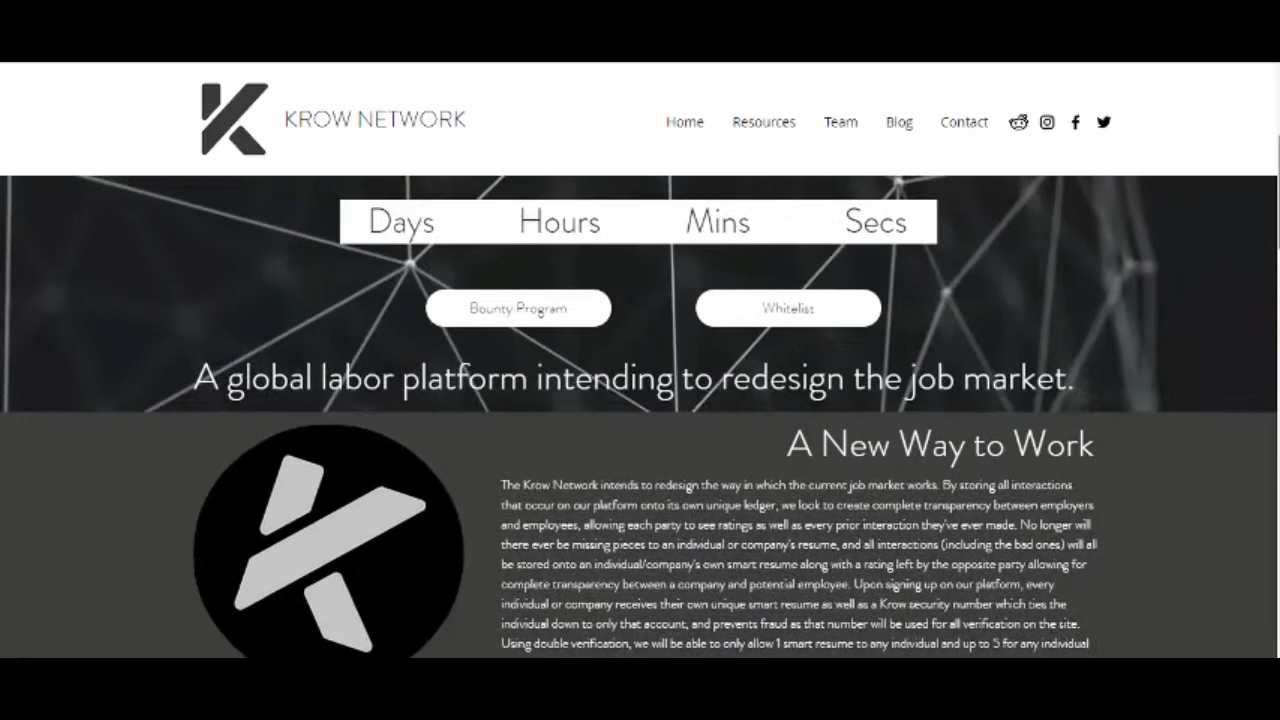 KROW NETWORK
Home Resources Team Blog Contact
Days Hours Mins Secs
Bounty Program Whitelist
A global labor platform intending to redesign the job market.
A New Way to Work
The Krow Network intends to redesign the way in which the current job market works. By storing all interactions
that occur on our platform onto its own unique ledger, we look to create complete transparency between employers
and employees, allowing each party to see ratings as well as every prior interaction they've ever made. No longer will
there ever be missing pieces to an individual or company's resume, and all interactions (including the bad ones) will all
be stored onto an individual/company's own smart resume along with a rating left by the opposite party allowing for
complete transparency between a company and potential employee. Upon signing up on our platform, every
individual or company receives their own unique smart resume as well as a Krow security number which ties the
individual down to only that account, and prevents fraud as that number will be used for all verification on the site.
Using double verification, we will be able to only allow 1 smart resume to any individual and up to 5 for any individual